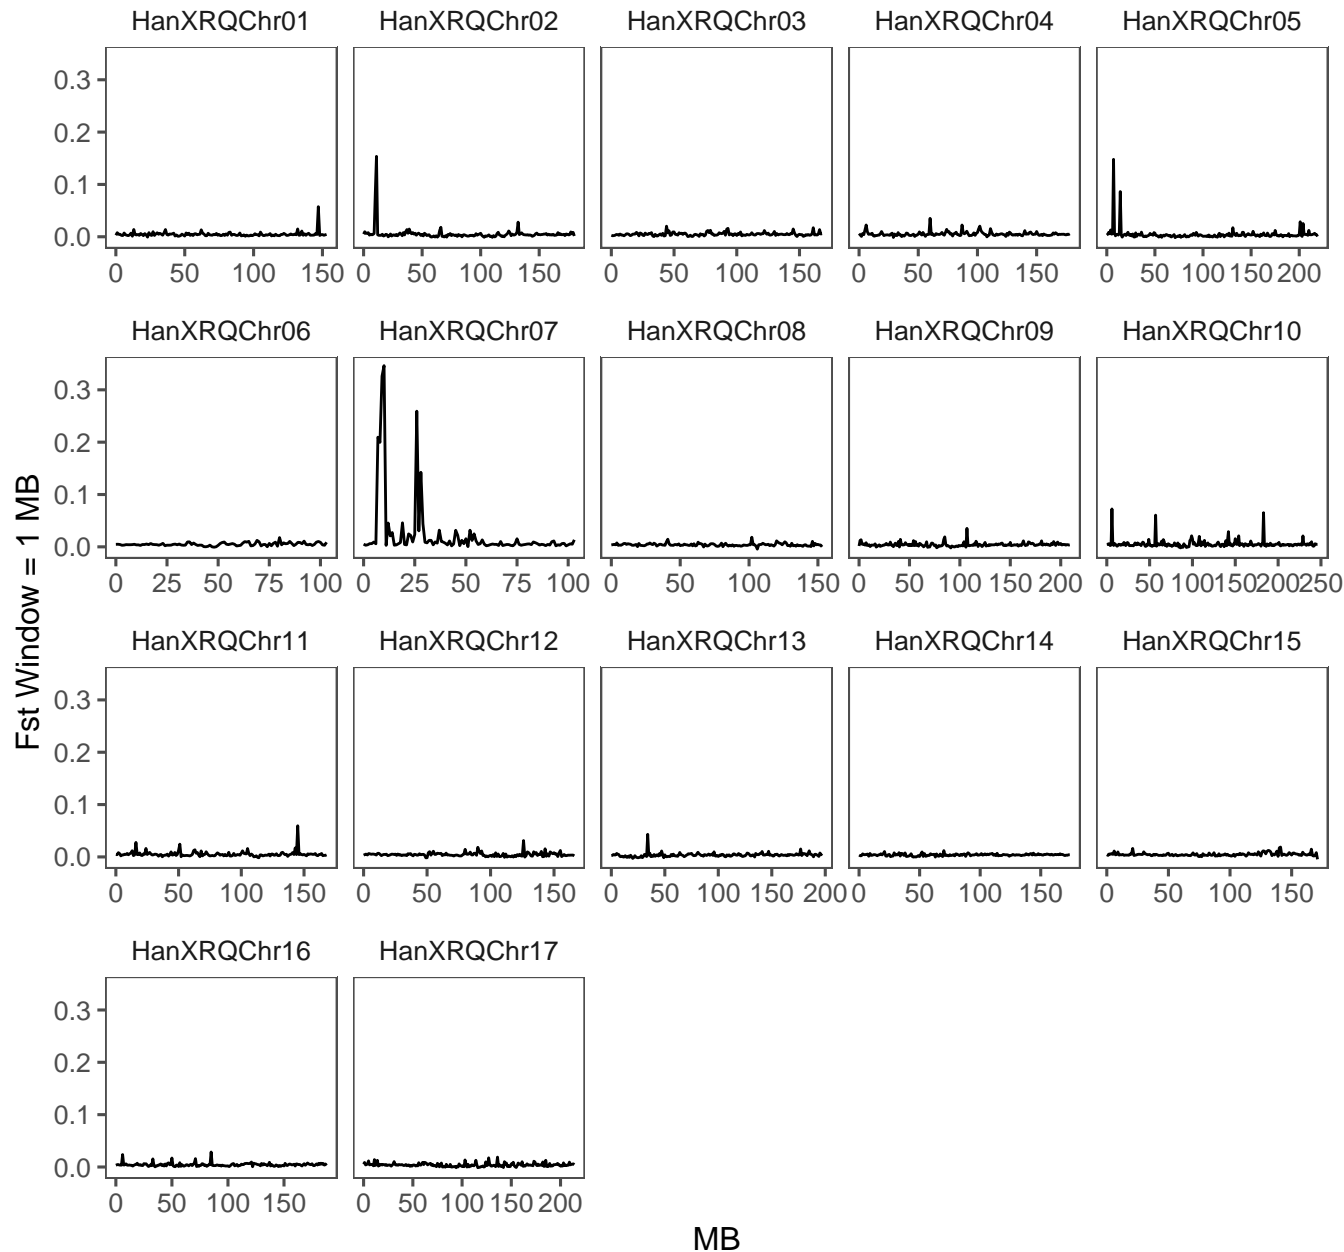 HanXRQChr01 HanXRQChr02 HanXRQChr03 HanXRQChr04 HanXRQChr05
0.3
0.2
0.1
0.0
0 50 100 150 0 50 100 150 0 50 100 150 0 50 100 150 0 50 100 150 200
HanXRQChr06 HanXRQChr07 HanXRQChr08 HanXRQChr09 HanXRQChr10
0.3
0.2
0.1
0.0
0 25 50 75 100 0 25 50 75 100 0 50 100 150 0 50 100 150 200 0 50 100 150 200 250
Fst Window = 1 MB
HanXRQChr11 HanXRQChr12 HanXRQChr13 HanXRQChr14 HanXRQChr15
0.3
0.2
0.1
0.0
0 50 100 150 0 50 100 150 0 50 100 150 200 0 50 100 150 0 50 100 150
HanXRQChr16 HanXRQChr17
0.3
0.2
0.1
0.0
0 50 100 150 0 50 100 150 200
MB